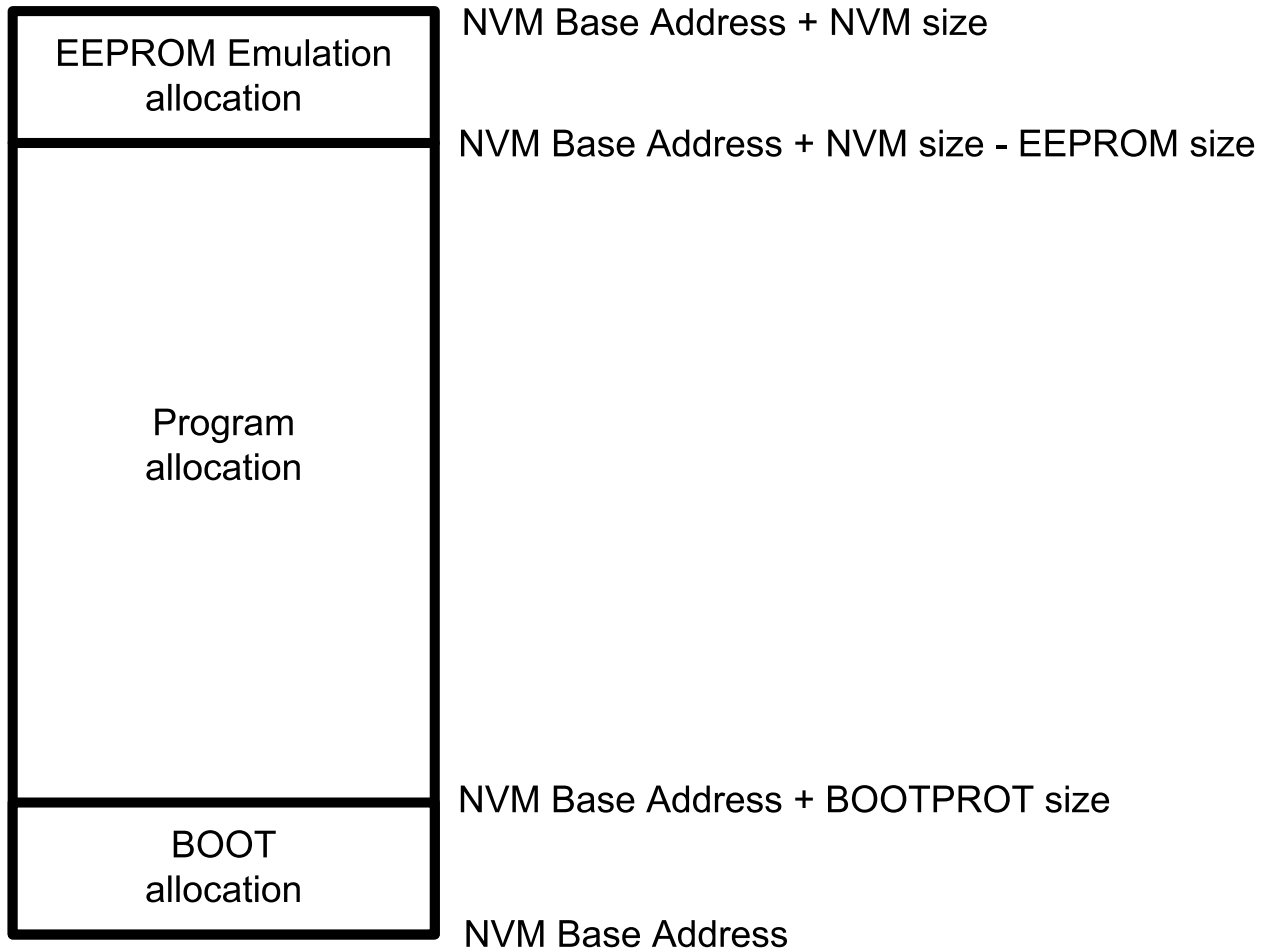 NVM Base Address + NVM size
EEPROM Emulation
allocation
NVM Base Address + NVM size - EEPROM size
Program
allocation
NVM Base Address + BOOTPROT size
BOOT
allocation
NVM Base Address